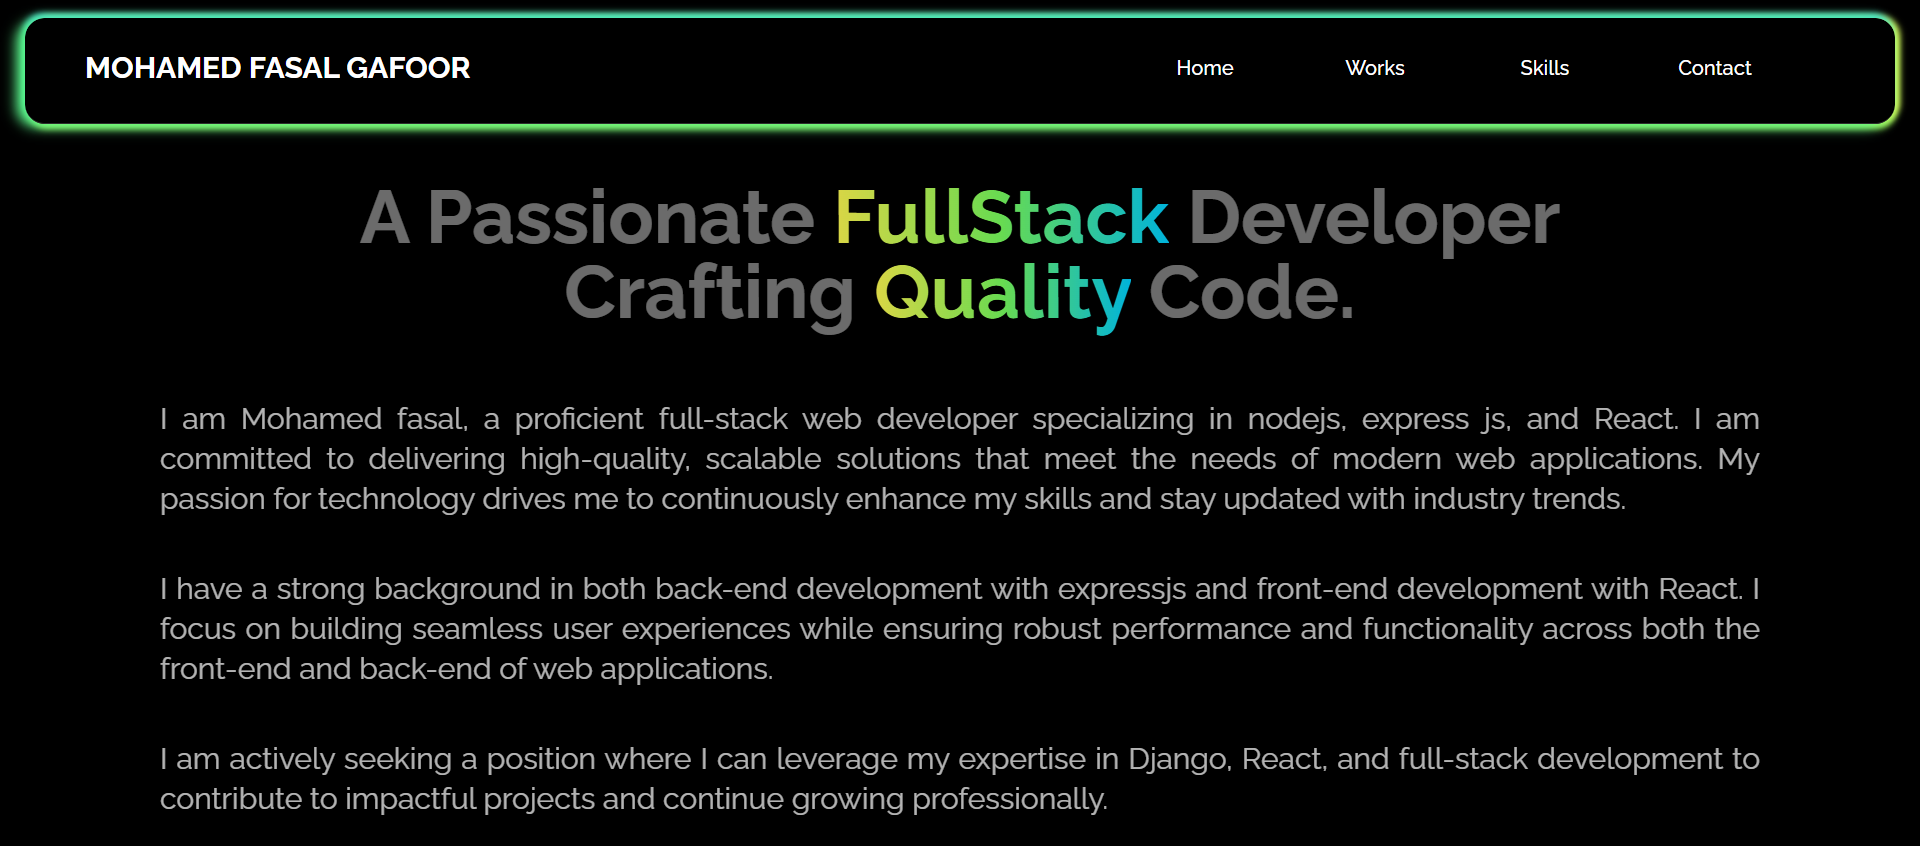 MOHAMED FASAL GAFOOR
Home
Works
Skills
Contact
A Passionate FullStack Developer
Crafting Quality Code.
I am Mohamed fasal, a proficient full-stack web developer specializing in nodejs, express js, and React. I am
committed to delivering high-quality, scalable solutions that meet the needs of modern web applications. My
passion for technology drives me to continuously enhance my skills and stay updated with industry trends.
I have a strong background in both back-end development with expressjs and front-end development with React. I
focus on building seamless user experiences while ensuring robust performance and functionality across both the
front-end and back-end of web applications.
I am actively seeking a position where I can leverage my expertise in Django, React, and full-stack development to
contribute to impactful projects and continue growing professionally.